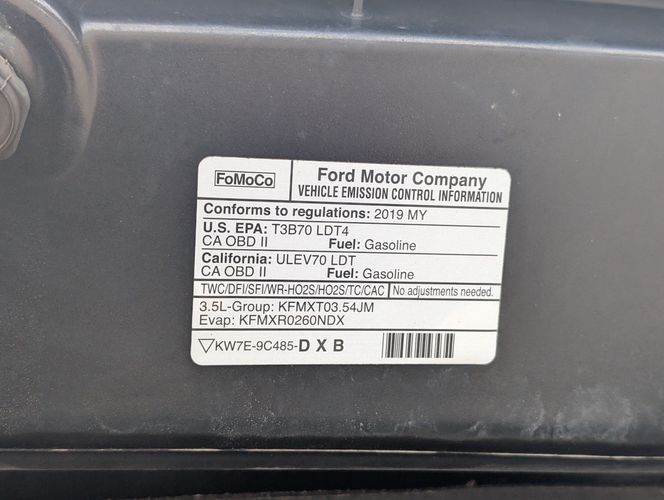 FoMoCo
Ford Motor Company
VEHICLE EMISSION CONTROL INFORMATION
Conforms to regulations: 2019 MY
U.S. EPA: T3B70 LDT4
CA OBD II Fuel: Gasoline
California: ULEV70 LDT
CA OBD II Fuel: Gasoline
TWC/DFI/SFI/WR-HO2S/HO2S/TC/CAC No adjustments needed.
3.5L-Group: KFMXT03.54JM
Evap: KFMXR0260NDX
KW7E-9C485-D X B